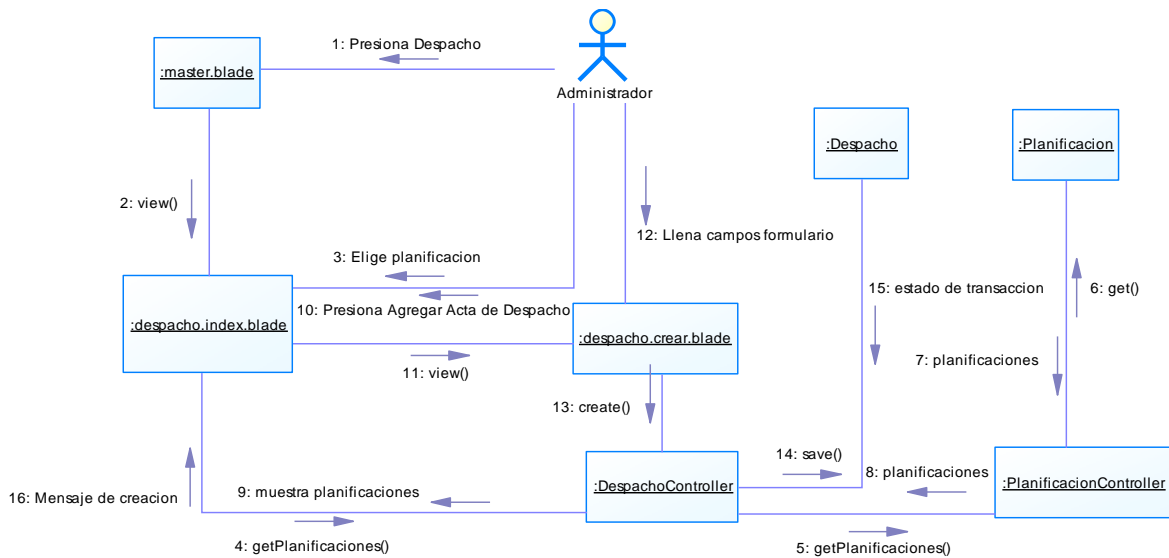 1: Presiona Despacho
:master.blade
Administrador
:Despacho
:Planificacion
2: view()
12: Llena campos formulario
3: Elige planificacion
15: estado de transaccion
6: get()
10: Presiona Agregar Acta de Despacho
:despacho.index.blade
:despacho.crear.blade
7: planificaciones
11: view()
13: create()
14: save()
8: planificaciones
16: Mensaje de creacion
9: muestra planificaciones
:DespachoController
:PlanificacionController
4: getPlanificaciones()
5: getPlanificaciones()